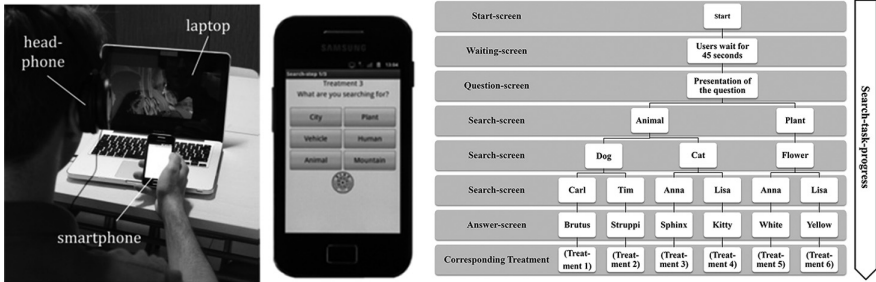 laptop
head-
phone
smartphone
SAMSUNG
13:04
Search-step 1/5
Treatment 3
What are you searching for?
City
Plant
Vehicle
Human
Animal
Mountain
Start-screen
Start
Waiting-screen
Users wait for
45 seconds
Question-screen
Presentation of
the question
Search-screen
Animal
Plant
Search-screen
Dog
Cat
Flower
Search-screen
Carl
Tim
Anna
Lisa
Anna
Lisa
Answer-screen
Brutus
Struppi
Sphinx
Kitty
White
Yellow
Corresponding Treatment
(Treat-
ment 1)
(Treat-
ment 2)
(Treat-
ment 3)
(Treat-
ment 4)
(Treat-
ment 5)
(Treat-
ment 6)
Search-task-progress